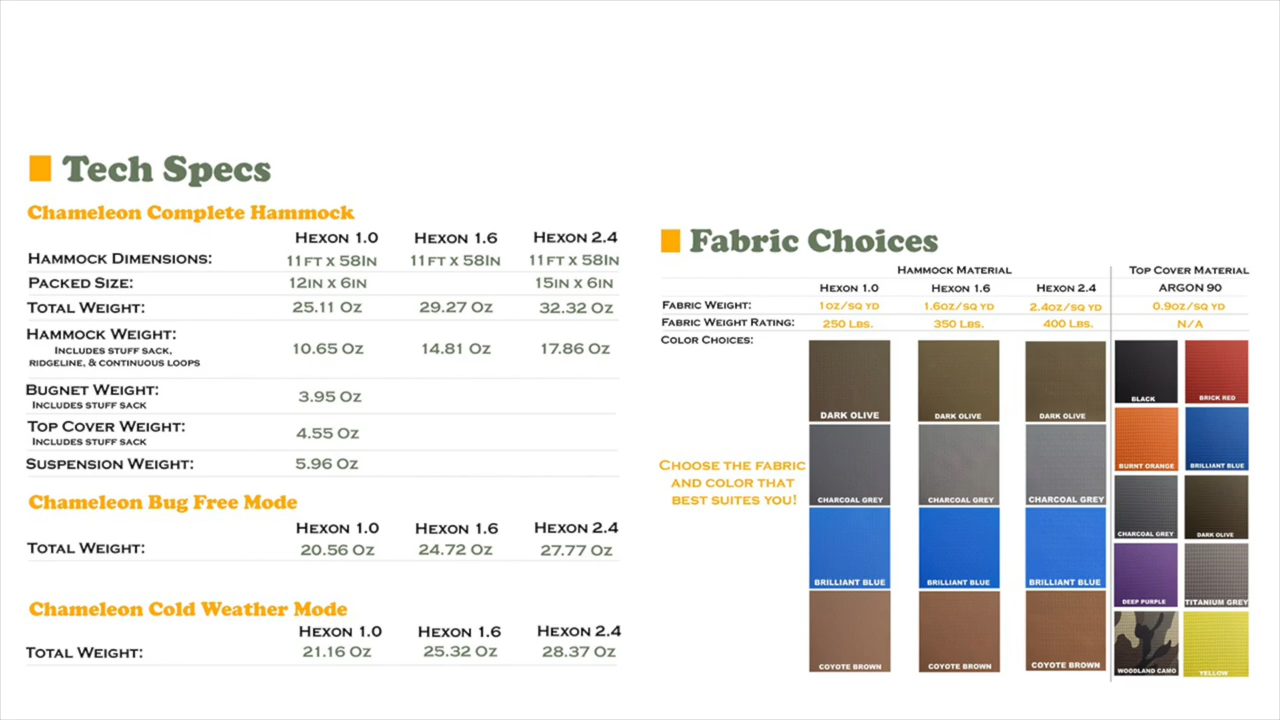 Tech Specs
Chameleon Complete Hammock
Hexon 1.0 Hexon 1.6 Hexon 2.4
Hammock Dimensions: 11ft x 58in 11ft x 58in 11ft x 58in
Packed Size: 12in x 6in 15in x 6in
Total Weight: 25.11 Oz 29.27 Oz 32.32 Oz
Hammock Weight: 10.65 Oz 14.81 Oz 17.86 Oz
Includes stuff sack,
ridgeline, & continuous loops
Bugnet Weight: 3.95 Oz
Includes stuff sack
Top Cover Weight: 4.55 Oz
Includes stuff sack
Suspension Weight: 5.96 Oz
Chameleon Bug Free Mode
Hexon 1.0 Hexon 1.6 Hexon 2.4
Total Weight: 20.56 Oz 24.72 Oz 27.77 Oz
Chameleon Cold Weather Mode
Hexon 1.0 Hexon 1.6 Hexon 2.4
Total Weight: 21.16 Oz 25.32 Oz 28.37 Oz
Fabric Choices
Hammock Material Top Cover Material
Hexon 1.0 Hexon 1.6 Hexon 2.4 ARGON 90
Fabric Weight: 1oz/sq yd 1.6oz/sq yd 2.4oz/sq yd 0.9oz/sq yd
Fabric Weight Rating: 250 Lbs. 350 Lbs. 400 Lbs. N/A
Color Choices:
DARK OLIVE DARK OLIVE DARK OLIVE BLACK BRICK RED
BURNT ORANGE BRILLIANT BLUE
Choose the fabric
and color that
best suites you!
CHARCOAL GREY CHARCOAL GREY CHARCOAL GREY CHARCOAL GREY DARK OLIVE
BRILLIANT BLUE BRILLIANT BLUE BRILLIANT BLUE DEEP PURPLE TITANIUM GREY
COYOTE BROWN COYOTE BROWN COYOTE BROWN WOODLAND CAMO YELLOW